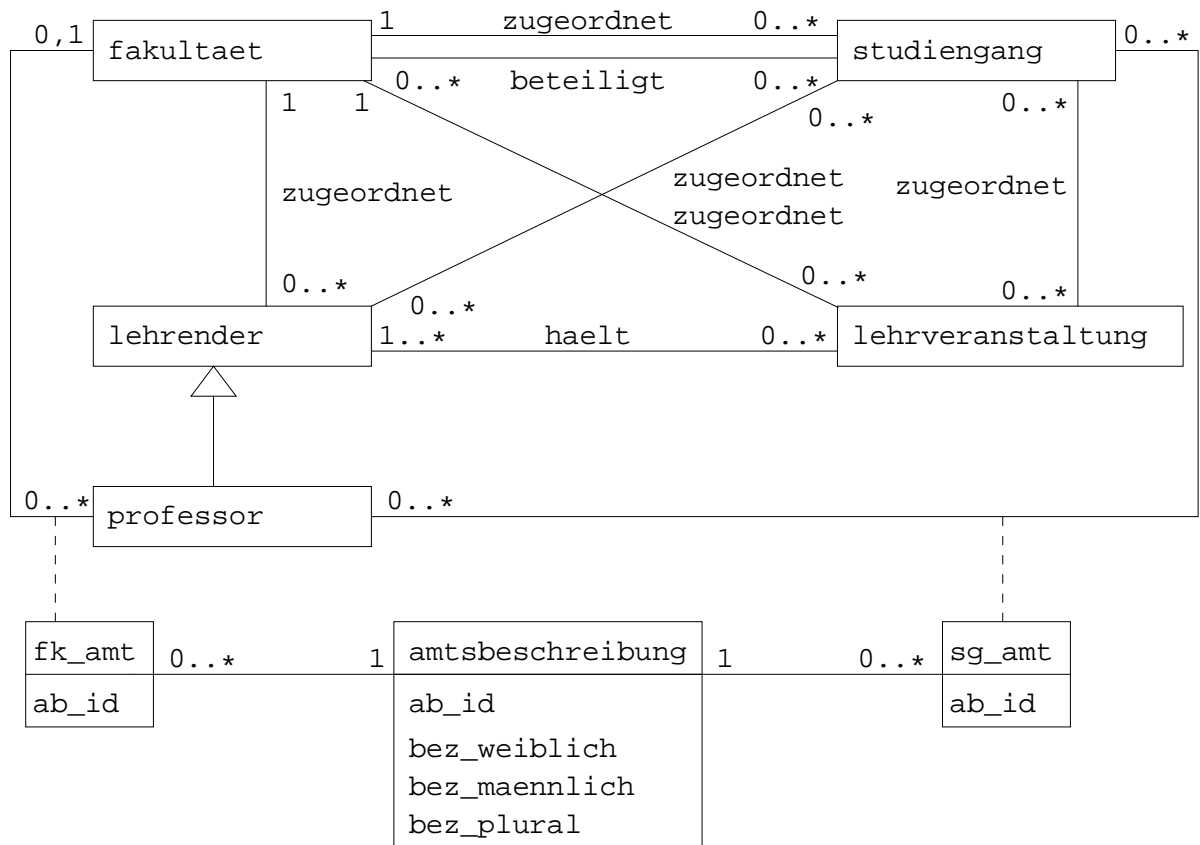 1 zugeordnet 0..*
0,1 fakultaet studiengang 0..*
0..* beteiligt 0..*
1 1 0..* 0..*
zugeordnet zugeordnet zugeordnet
zugeordnet
0..* 0..* 0..* 0..*
lehrender 1..* haelt 0..* lehrveranstaltung
0..* professor 0..*
fk_amt 0..* 1 amtsbeschreibung 1 0..* sg_amt
ab_id ab_id ab_id
bez_weiblich
bez_maennlich
bez_plural